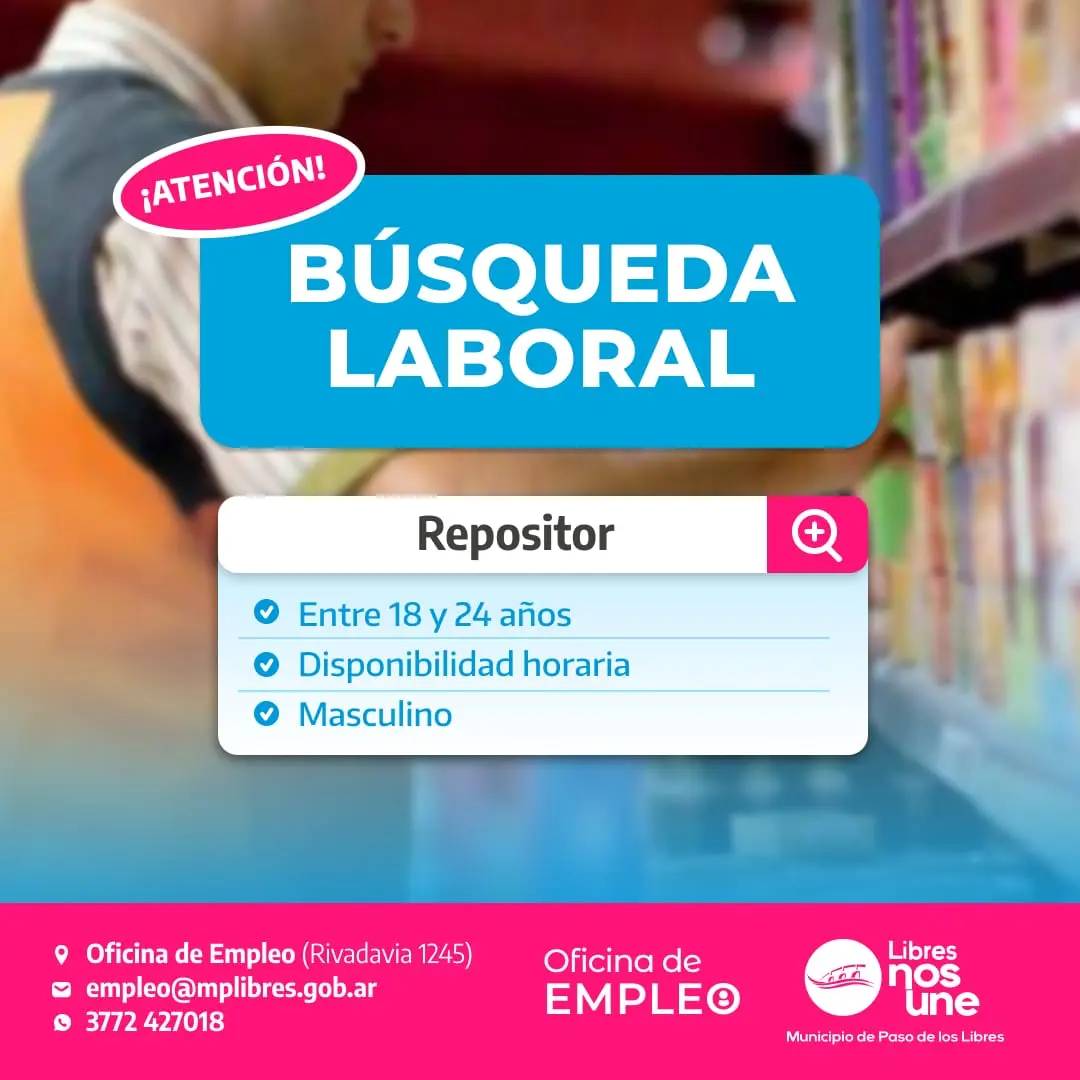 ¡ATENCIÓN!
BÚSQUEDA
LABORAL
Repositor
Entre 18 y 24 años
Disponibilidad horaria
Masculino
Oficina de Empleo (Rivadavia 1245)
empleo@mplibres.gob.ar
3772 427018
Oficina de
EMPLEO
Libres
nos
une
Municipio de Paso de los Libres